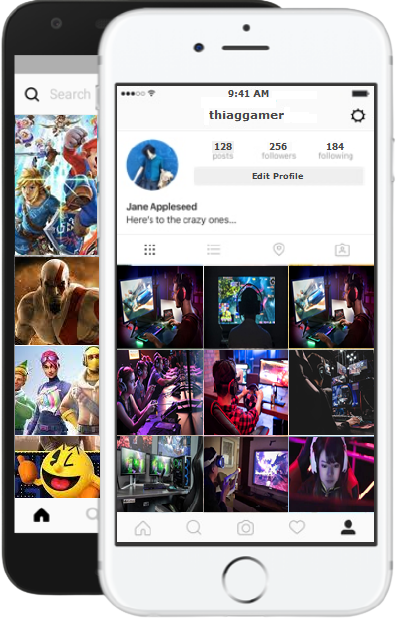 Search
9:41 AM
thiaggamer
128 256 184
posts followers following
Edit Profile
Jane Appleseed
Here's to the crazy ones...